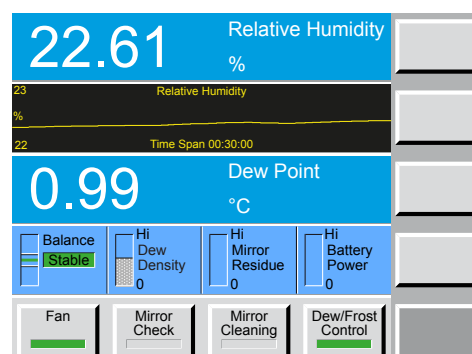 22.61
Relative Humidity
%
23
Relative Humidity
%
22
Time Span 00:30:00
0.99
Dew Point
°C
Balance
Stable
Hi
Dew
Density
0
Hi
Mirror
Residue
0
Hi
Battery
Power
0
Fan
Mirror
Check
Mirror
Cleaning
Dew/Frost
Control